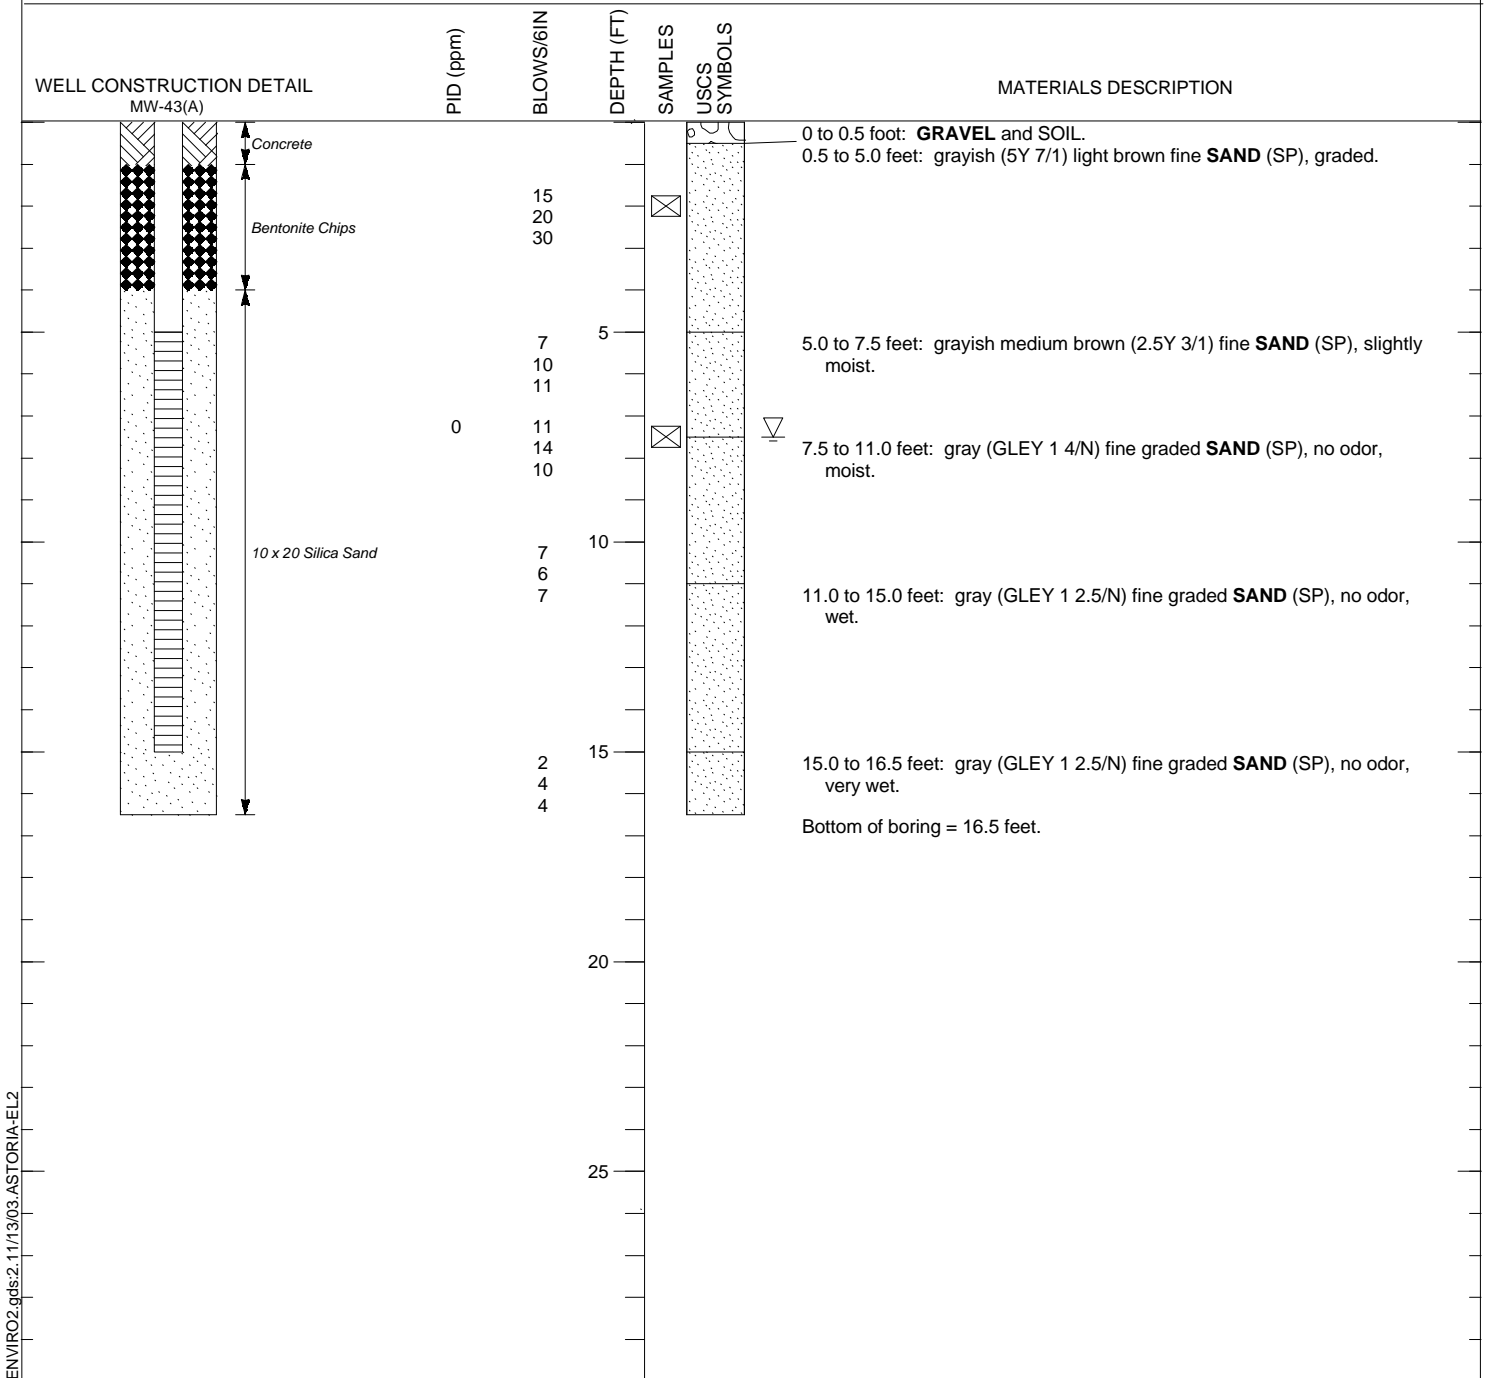 WELL CONSTRUCTION DETAIL
MW-43(A)
PID (ppm)
BLOWS/6IN
DEPTH (FT)
SAMPLES
USCS
SYMBOLS
MATERIALS DESCRIPTION
Concrete
0 to 0.5 foot: GRAVEL and SOIL.
0.5 to 5.0 feet: grayish (5Y 7/1) light brown fine SAND (SP), graded.
Bentonite Chips
15
20
30
5
7
10
11
5.0 to 7.5 feet: grayish medium brown (2.5Y 3/1) fine SAND (SP), slightly
moist.
0
11
14
10
7.5 to 11.0 feet: gray (GLEY 1 4/N) fine graded SAND (SP), no odor,
moist.
10 x 20 Silica Sand
10
7
6
7
11.0 to 15.0 feet: gray (GLEY 1 2.5/N) fine graded SAND (SP), no odor,
wet.
15
2
4
4
15.0 to 16.5 feet: gray (GLEY 1 2.5/N) fine graded SAND (SP), no odor,
very wet.
Bottom of boring = 16.5 feet.
20
25
ENVIRO2.gds:2.11/13/03.ASTORIA-EL2